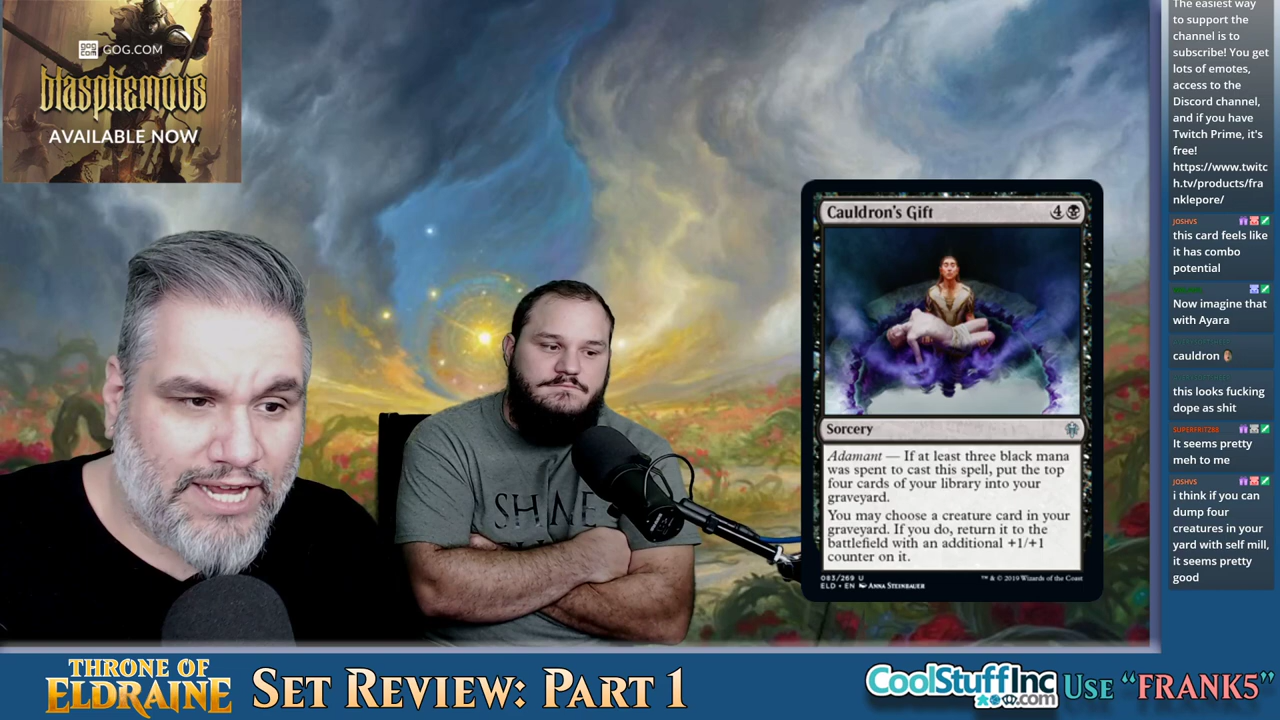 gog
com
GOG.COM
blasphemous
AVAILABLE NOW
SHINE
Cauldron's Gift
4
Sorcery
Adamant — If at least three black mana
was spent to cast this spell, put the top
four cards of your library into your
graveyard.
You may choose a creature card in your
graveyard. If you do, return it to the
battlefield with an additional +1/+1
counter on it.
083/269 U
ELD • EN Anna Steinbauer
™ & © 2019 Wizards of the Coast
The easiest way
to support the
channel is to
subscribe! You get
lots of emotes,
access to the
Discord channel,
and if you have
Twitch Prime, it's
free!
https://www.twitc
h.tv/products/fra
nklepore/
JOSHVS
this card feels like
it has combo
potential
Now imagine that
with Ayara
cauldron
this looks fucking
dope as shit
SUPERFRITZ88
It seems pretty
meh to me
JOSHVS
i think if you can
dump four
creatures in your
yard with self mill,
it seems pretty
good
THRONE OF
ELDRAINE
SET REVIEW: PART 1
CoolStuffInc
.com
USE "FRANK5"